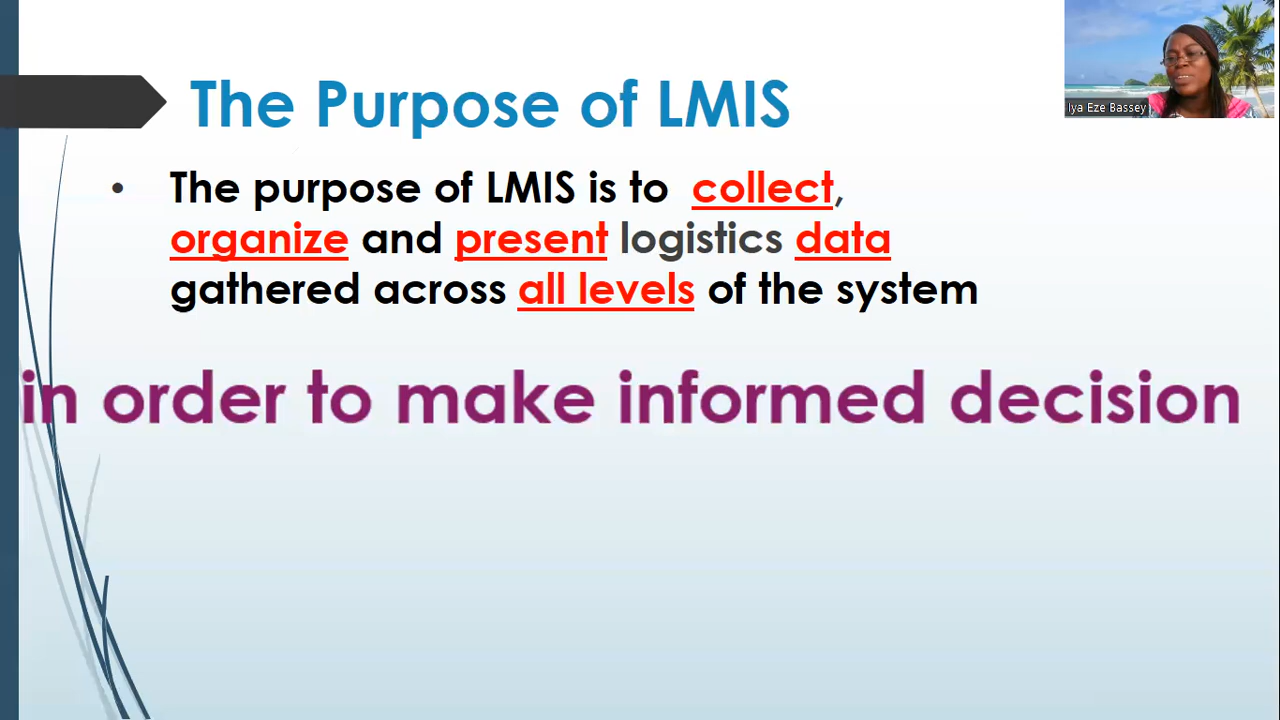 The Purpose of LMIS
Iya Eze Bassey
• The purpose of LMIS is to collect,
organize and present logistics data
gathered across all levels of the system
in order to make informed decision